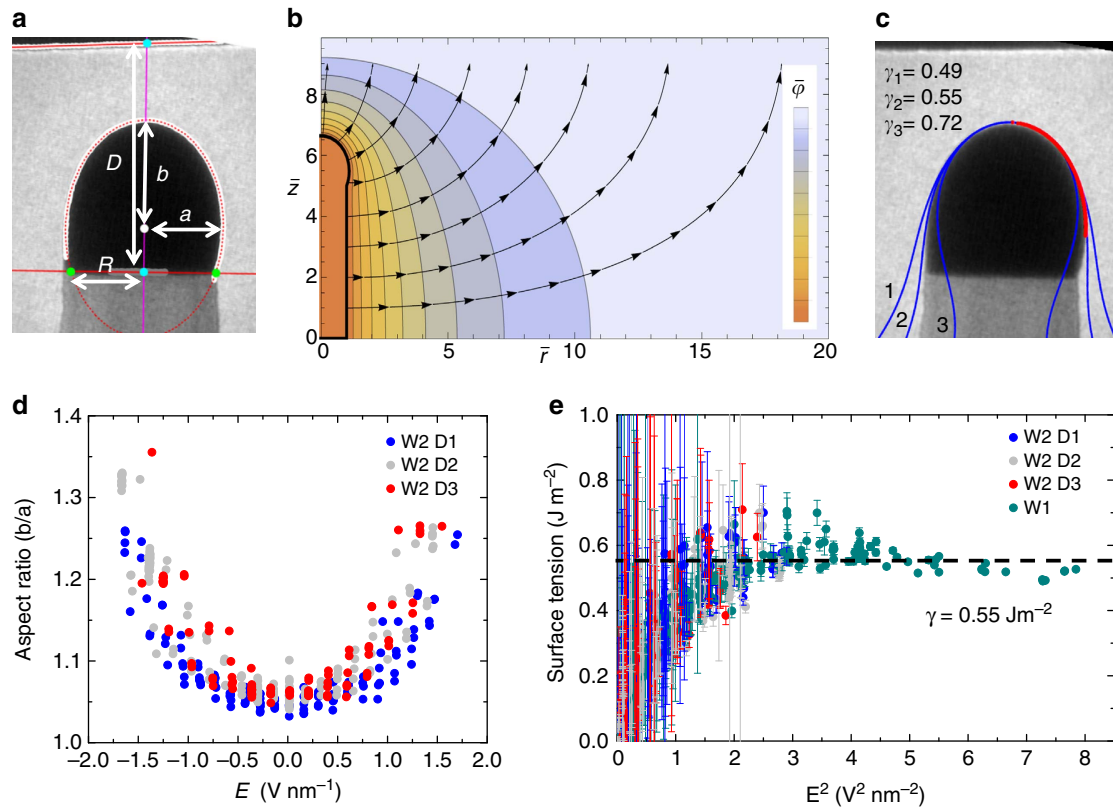 a
D
b
a
R
b
8
6
4
2
0
z̄
0
5
10
15
20
r̄
φ̄
c
γ1= 0.49
γ2= 0.55
γ3= 0.72
1
2
3
d
1.4
1.3
1.2
1.1
1.0
Aspect ratio (b/a)
W2 D1
W2 D2
W2 D3
−2.0 −1.5 −1.0 −0.5 0.0 0.5 1.0 1.5 2.0
E (V nm−1)
e
1.0
0.8
0.6
0.4
0.2
0.0
Surface tension (J m−2)
W2 D1
W2 D2
W2 D3
W1
γ = 0.55 Jm−2
0 1 2 3 4 5 6 7 8
E2 (V2 nm−2)